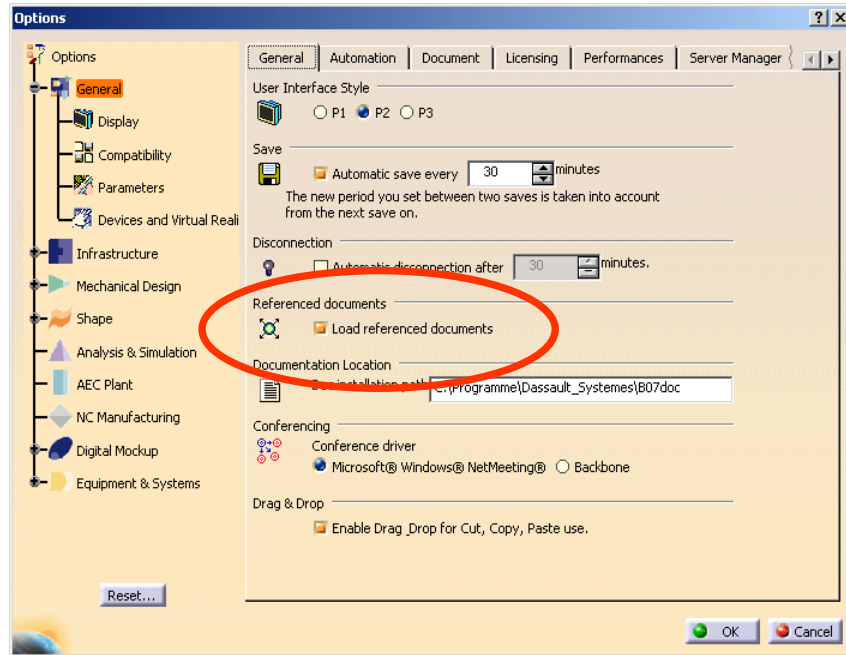 Options
Options
General
Display
Compatibility
Parameters
Devices and Virtual Reali
Infrastructure
Mechanical Design
Shape
Analysis & Simulation
AEC Plant
NC Manufacturing
Digital Mockup
Equipment & Systems
Reset...
General Automation Document Licensing Performances Server Manager
User Interface Style
P1 P2 P3
Save
Automatic save every 30 minutes
The new period you set between two saves is taken into account
from the next save on.
Disconnection
Automatic disconnection after 30 minutes.
Referenced documents
Load referenced documents
Documentation Location
installation path C:\Programme\Dassault_Systemes\B07doc
Conferencing
Conference driver
Microsoft® Windows® NetMeeting® Backbone
Drag & Drop
Enable Drag _Drop for Cut, Copy, Paste use.
OK Cancel